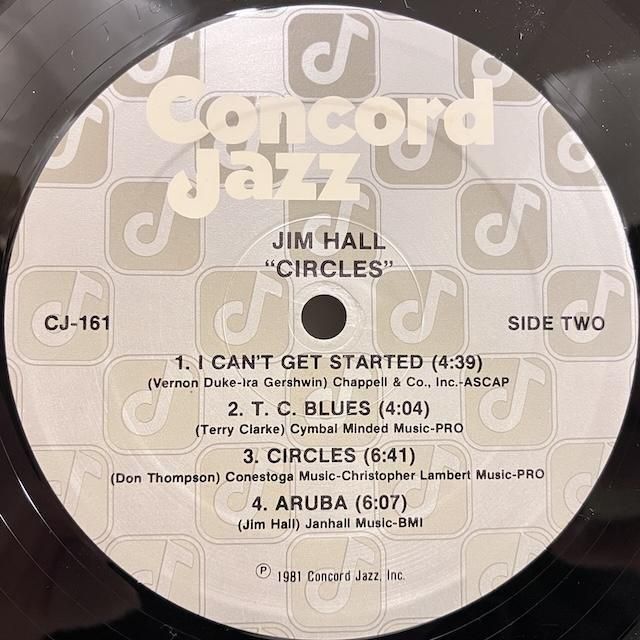 Concord
Jazz
JIM HALL
"CIRCLES"
CJ-161
SIDE TWO
1. I CAN'T GET STARTED (4:39)
(Vernon Duke-Ira Gershwin) Chappell & Co., Inc.-ASCAP
2. T. C. BLUES (4:04)
(Terry Clarke) Cymbal Minded Music-PRO
3. CIRCLES (6:41)
(Don Thompson) Conestoga Music-Christopher Lambert Music-PRO
4. ARUBA (6:07)
(Jim Hall) Janhall Music-BMI
℗ 1981 Concord Jazz, Inc.